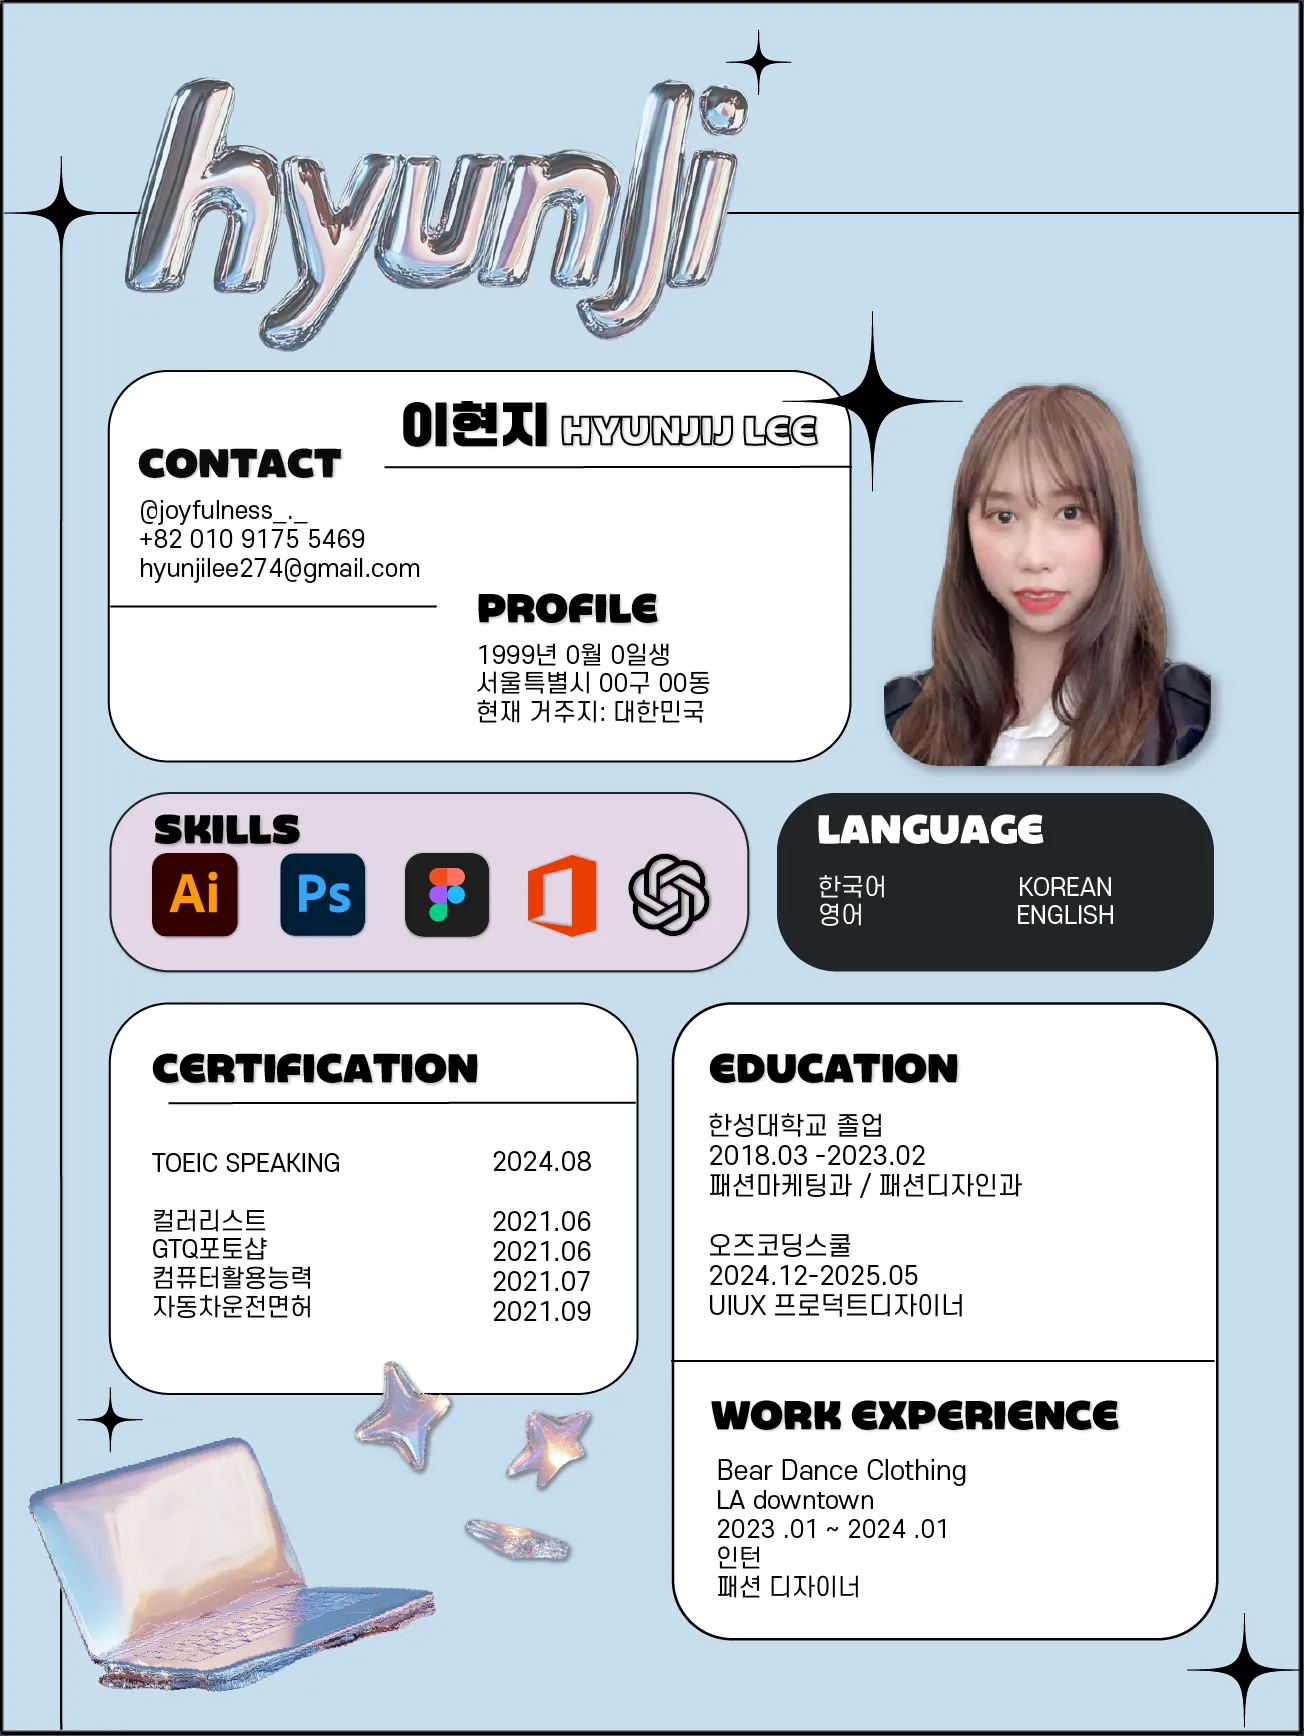 hyunJi
이현지 HYUNJIJ LEE
CONTACT
@joyfulness_._
+82 010 9175 5469
hyunjilee274@gmail.com
PROFILE
1999년 0월 0일생
서울특별시 00구 00동
현재 거주지: 대한민국
SKILLS
Ai Ps
LANGUAGE
한국어 KOREAN
영어 ENGLISH
CERTIFICATION
TOEIC SPEAKING 2024.08
컬러리스트 2021.06
GTQ포토샵 2021.06
컴퓨터활용능력 2021.07
자동차운전면허 2021.09
EDUCATION
한성대학교 졸업
2018.03 -2023.02
패션마케팅과 / 패션디자인과
오즈코딩스쿨
2024.12-2025.05
UIUX 프로덕트디자이너
WORK EXPERIENCE
Bear Dance Clothing
LA downtown
2023 .01 ~ 2024 .01
인턴
패션 디자이너